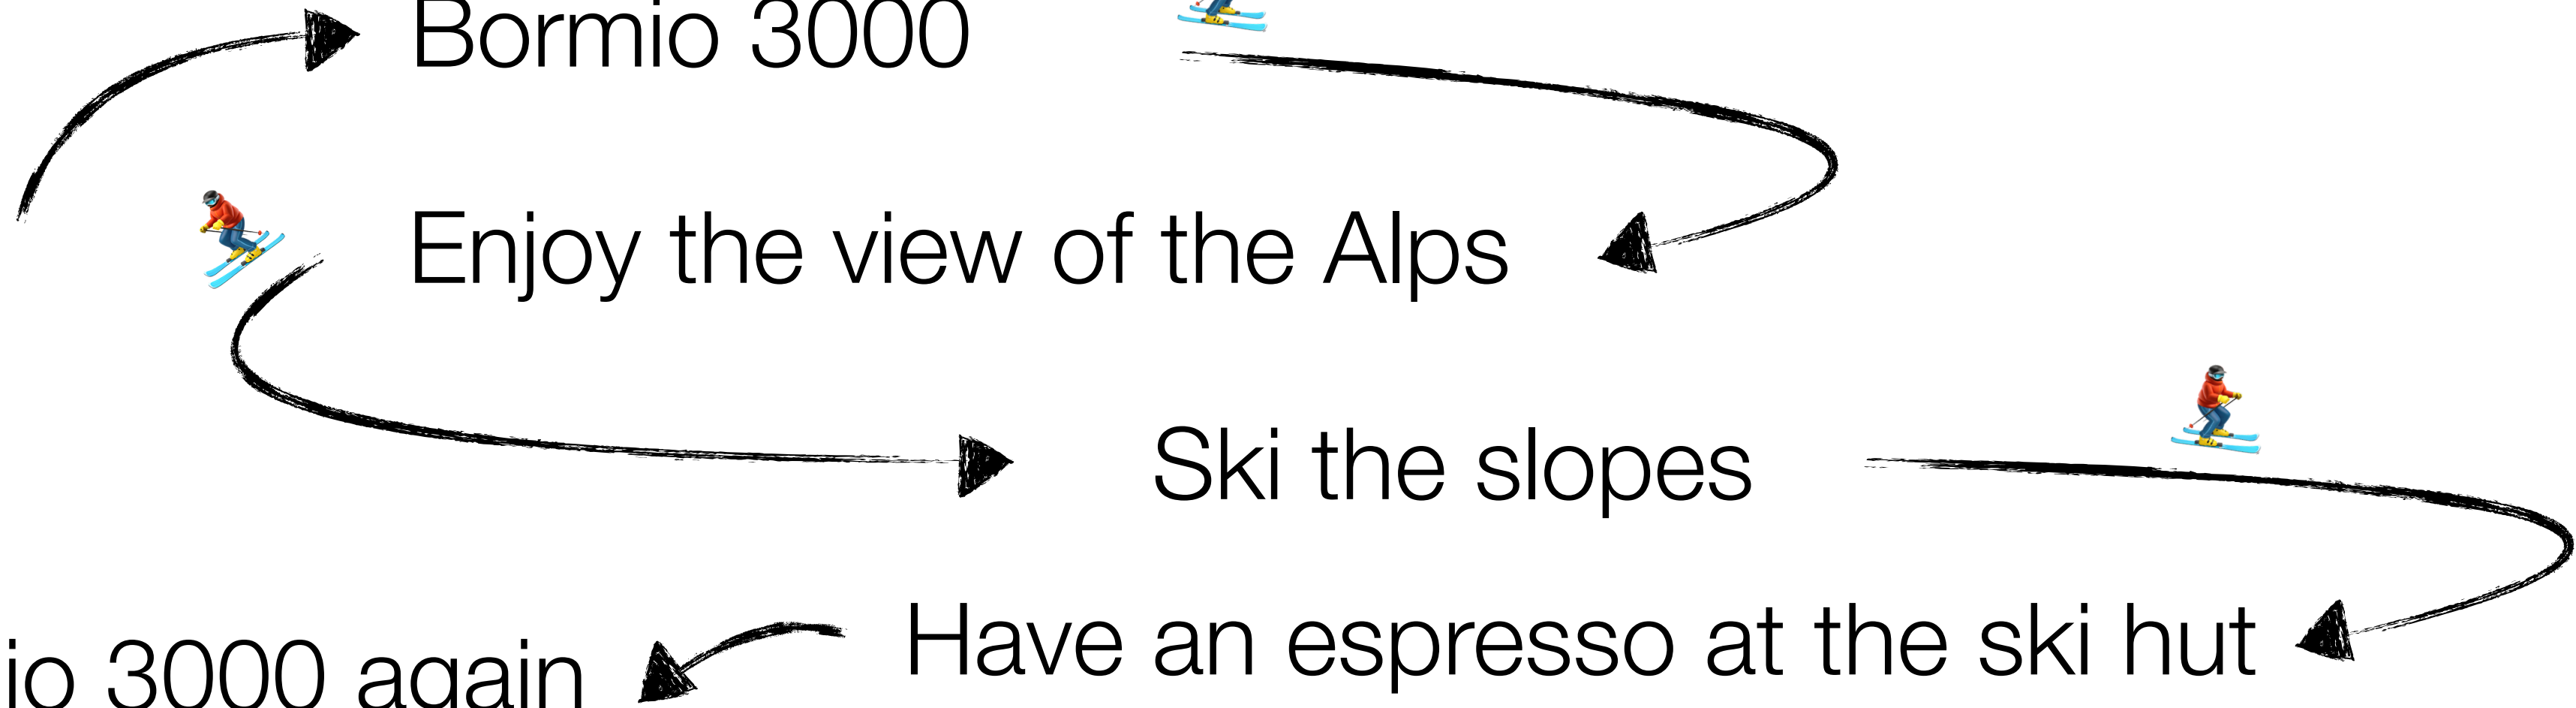 Bormio 3000
Enjoy the view of the Alps
Ski the slopes
Have an espresso at the ski hut
io 3000 again